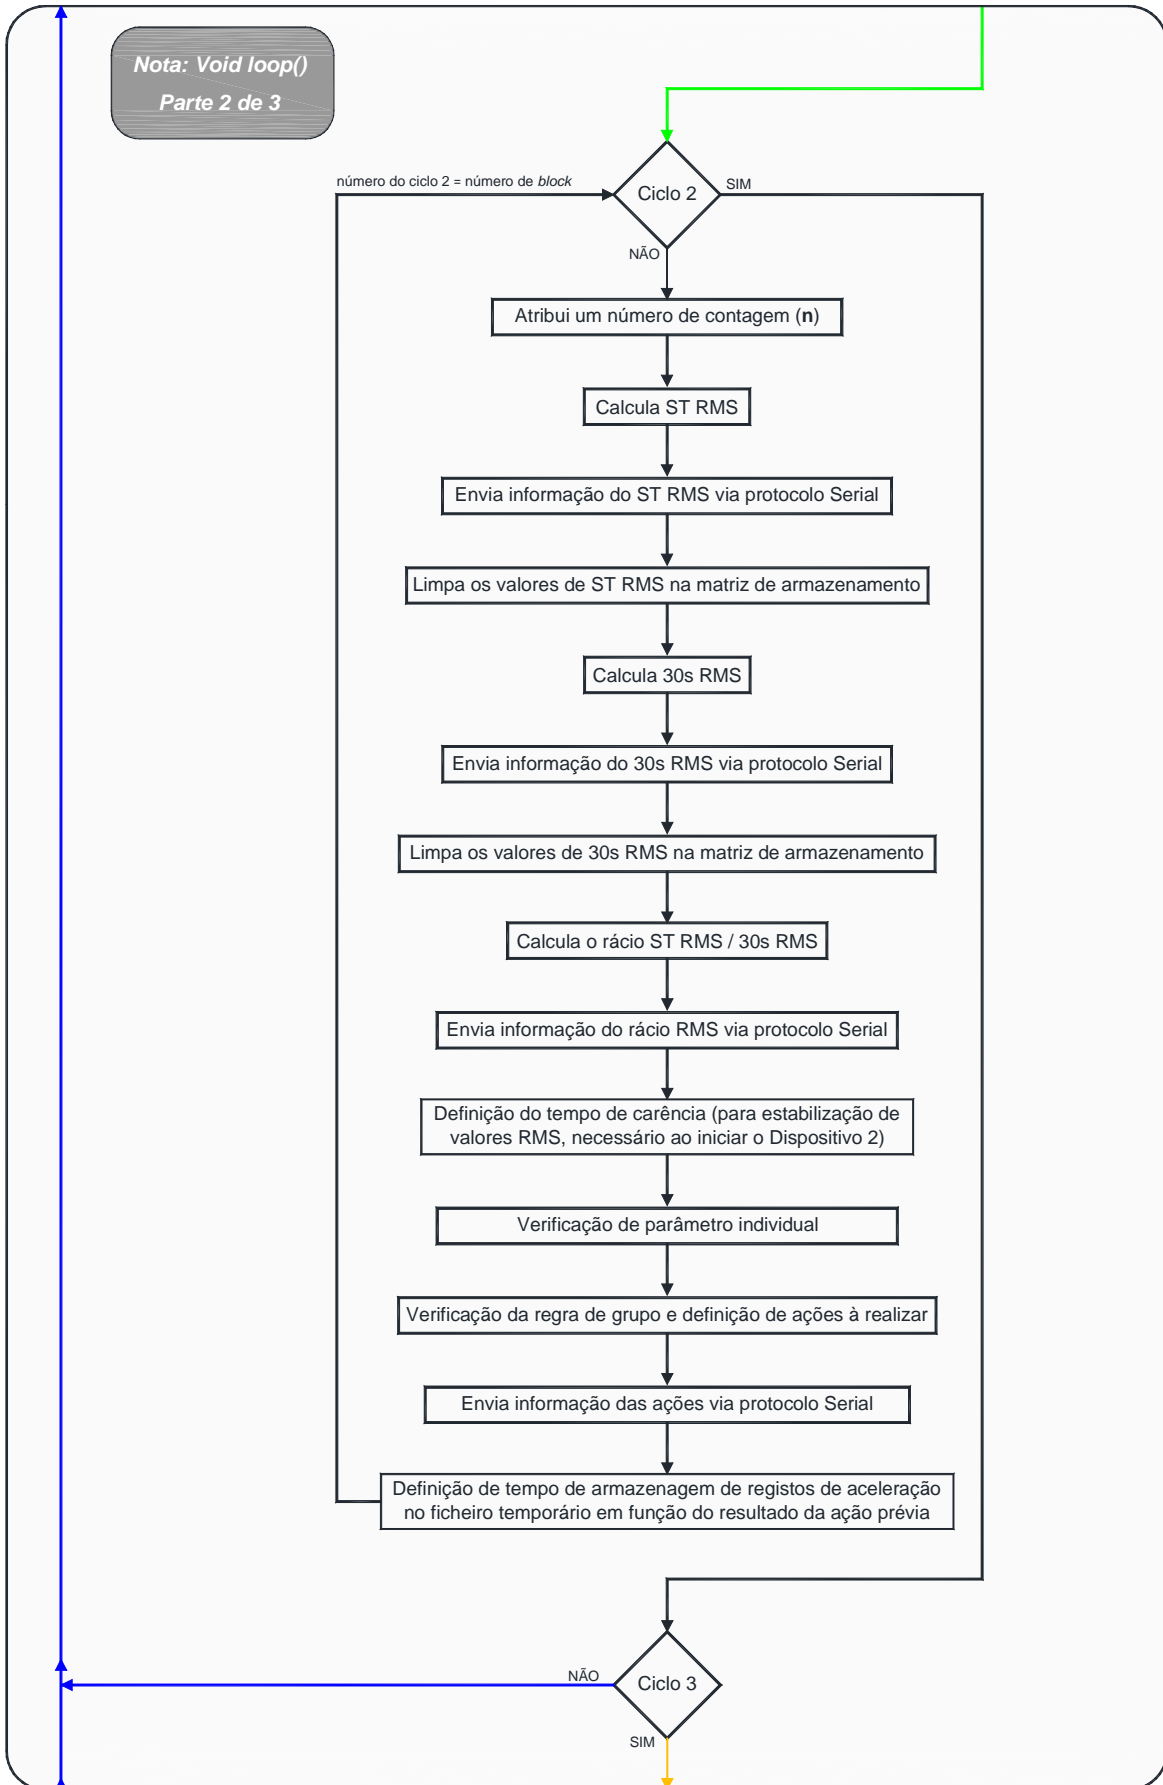 Nota: Void loop()
Parte 2 de 3
número do ciclo 2 = número de block
Ciclo 2
SIM
NÃO
Atribui um número de contagem (n)
Calcula ST RMS
Envia informação do ST RMS via protocolo Serial
Limpa os valores de ST RMS na matriz de armazenamento
Calcula 30s RMS
Envia informação do 30s RMS via protocolo Serial
Limpa os valores de 30s RMS na matriz de armazenamento
Calcula o rácio ST RMS / 30s RMS
Envia informação do rácio RMS via protocolo Serial
Definição do tempo de carência (para estabilização de
valores RMS, necessário ao iniciar o Dispositivo 2)
Verificação de parâmetro individual
Verificação da regra de grupo e definição de ações à realizar
Envia informação das ações via protocolo Serial
Definição de tempo de armazenagem de registos de aceleração
no ficheiro temporário em função do resultado da ação prévia
NÃO
Ciclo 3
SIM